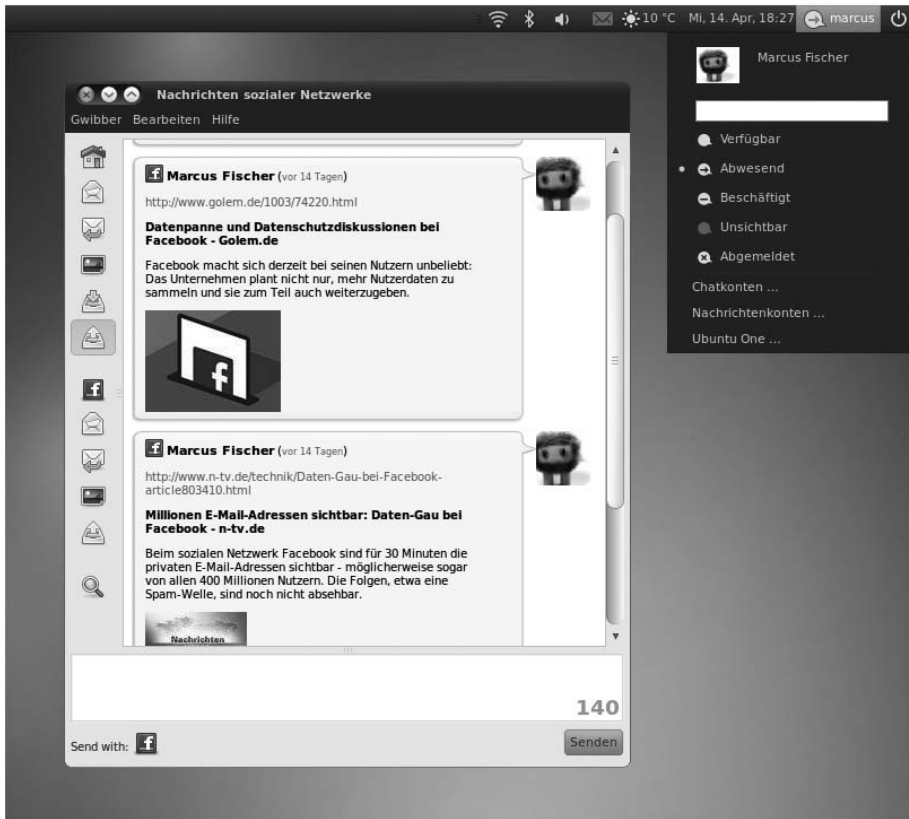 10 °C Mi, 14. Apr, 18:27 marcus
Marcus Fischer
Verfügbar
Abwesend
Beschäftigt
Unsichtbar
Abgemeldet
Chatkonten ...
Nachrichtenkonten ...
Ubuntu One ...
Nachrichten sozialer Netzwerke
Gwibber Bearbeiten Hilfe
f Marcus Fischer (vor 14 Tagen)
http://www.golem.de/1003/74220.html
Datenpanne und Datenschutzdiskussionen bei
Facebook - Golem.de
Facebook macht sich derzeit bei seinen Nutzern unbeliebt:
Das Unternehmen plant nicht nur, mehr Nutzerdaten zu
sammeln und sie zum Teil auch weiterzugeben.
f
f
f Marcus Fischer (vor 14 Tagen)
http://www.n-tv.de/technik/Daten-Gau-bei-Facebook-
article803410.html
Millionen E-Mail-Adressen sichtbar: Daten-Gau bei
Facebook - n-tv.de
Beim sozialen Netzwerk Facebook sind für 30 Minuten die
privaten E-Mail-Adressen sichtbar - möglicherweise sogar
von allen 400 Millionen Nutzern. Die Folgen, etwa eine
Spam-Welle, sind noch nicht absehbar.
Nachrichten
140
Send with: f Senden